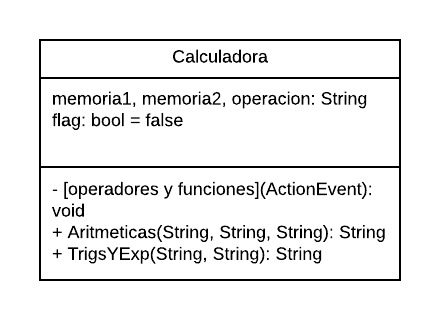 Calculadora
memoria1, memoria2, operacion: String
flag: bool = false
- [operadores y funciones](ActionEvent):
void
+ Aritmeticas(String, String, String): String
+ TrigsYExp(String, String): String